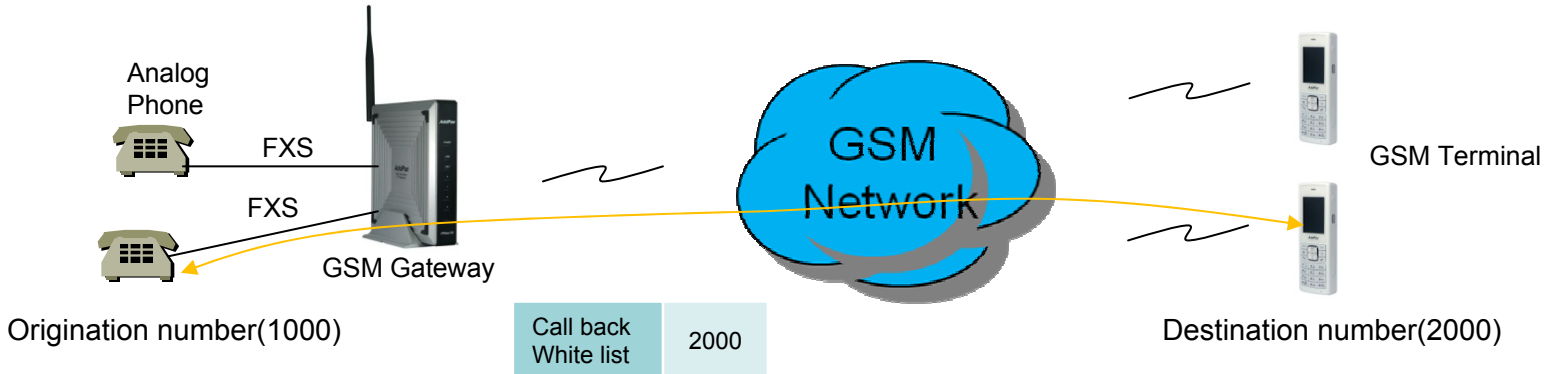 Analog
Phone
FXS
FXS
GSM Gateway
Origination number(1000)
Call back
White list
2000
GSM
Network
GSM Terminal
Destination number(2000)